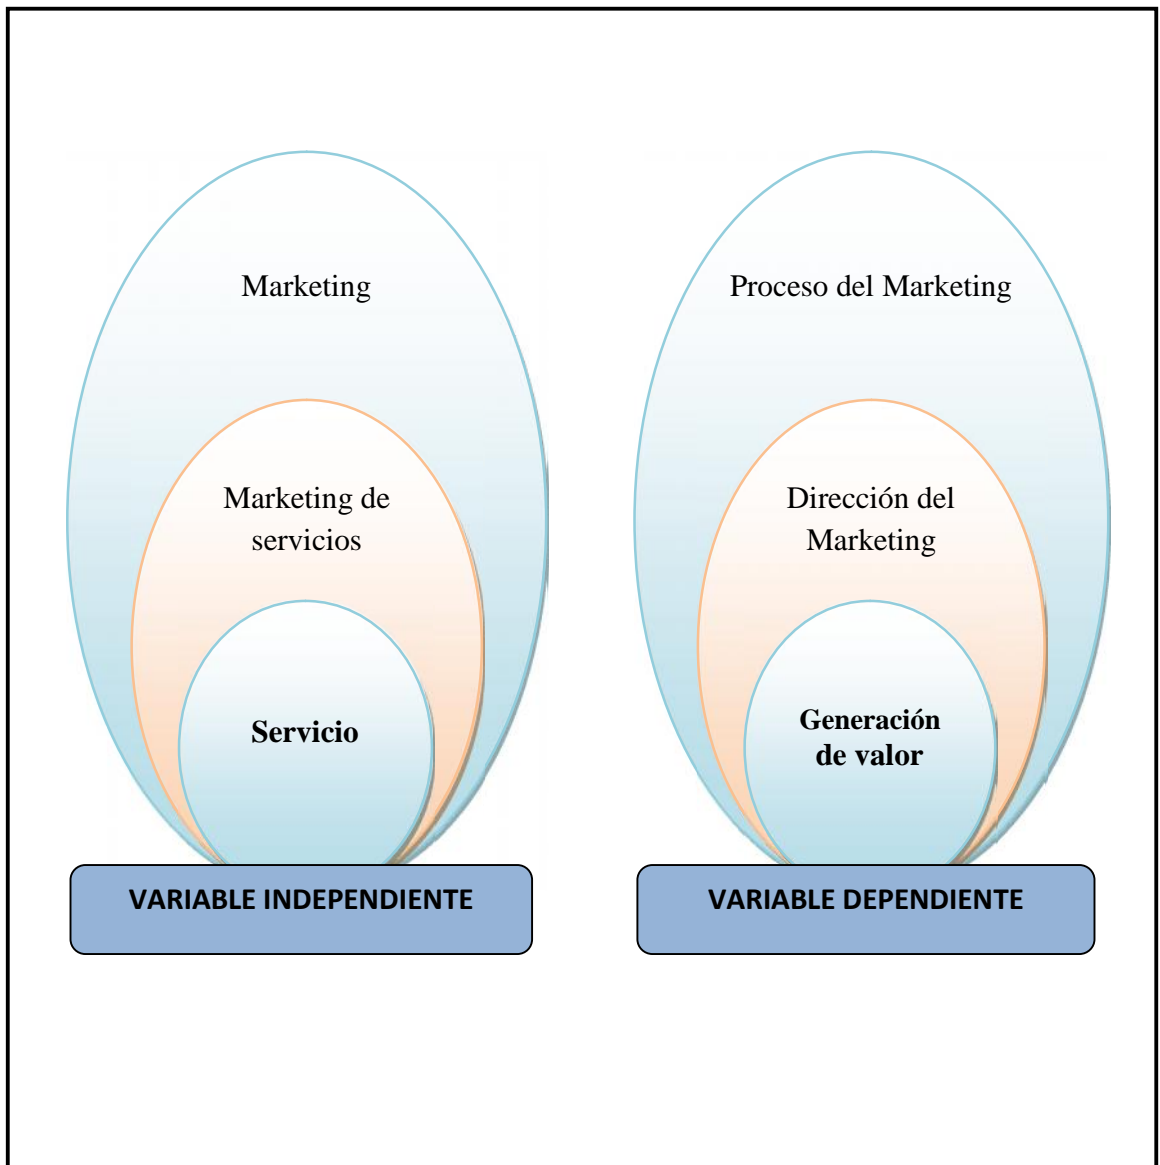 Marketing
Marketing de
servicios
Servicio
VARIABLE INDEPENDIENTE
Proceso del Marketing
Dirección del
Marketing
Generación
de valor
VARIABLE DEPENDIENTE